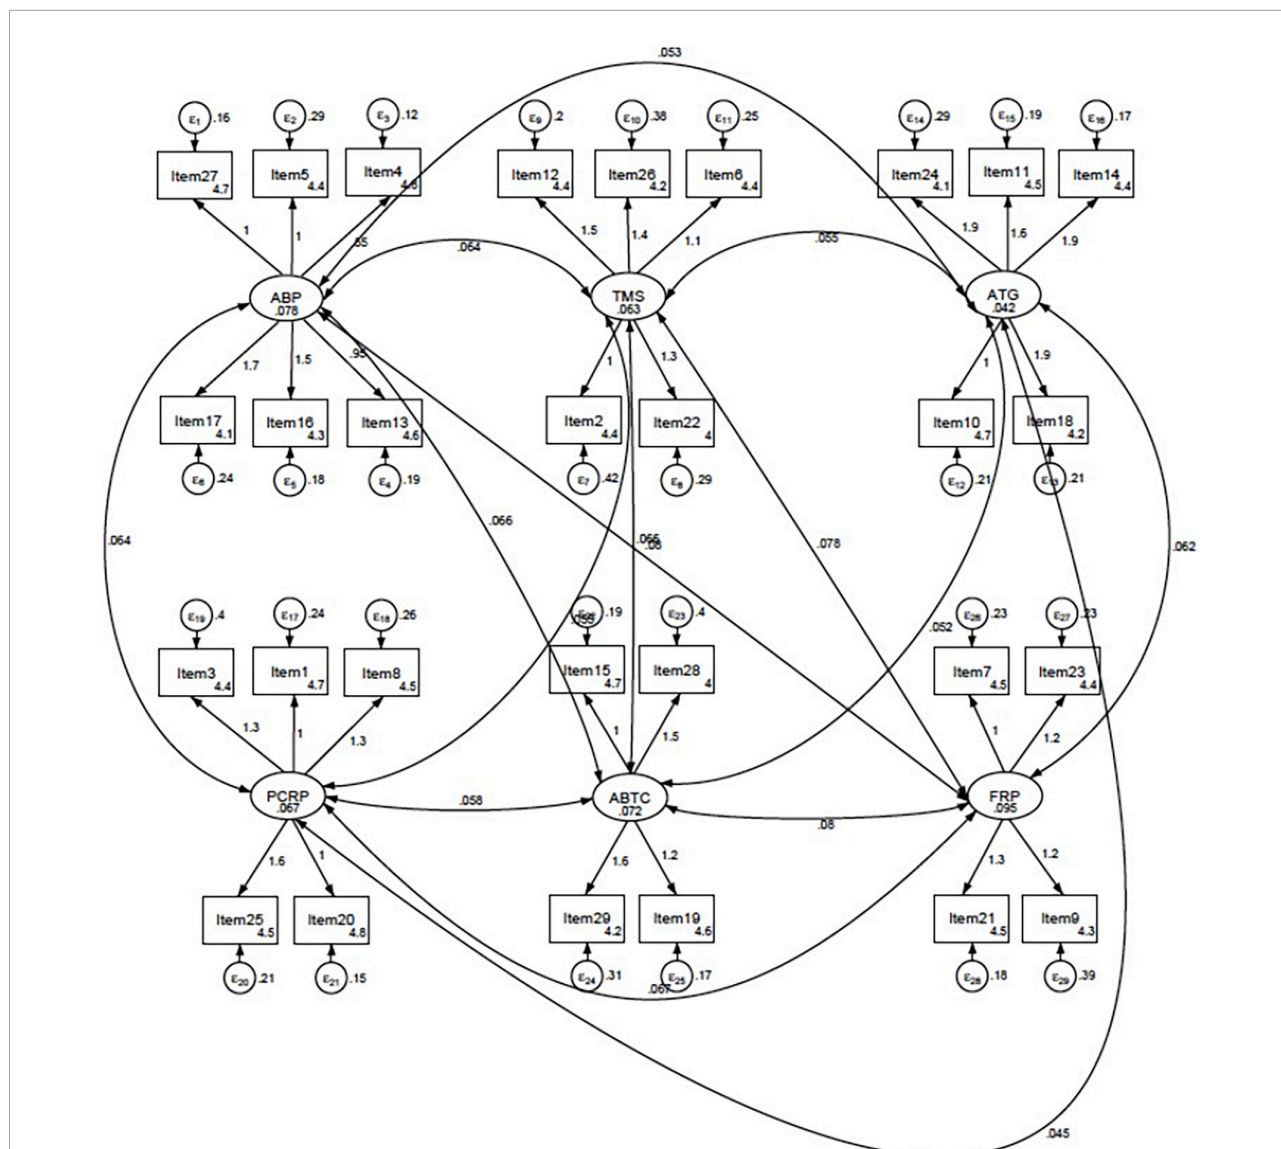 .053
ε1 .16 ε2 .29 ε3 .12 ε9 .2 ε10 .38 ε11 .25 ε14 .29 ε15 .19 ε16 .17
Item27 4.7 Item5 4.4 Item4 Item12 4.4 Item26 4.2 Item6 4.4 Item24 4.1 Item11 4.5 Item14 4.4
1 1 1.5 1.4 1.1 1.9 1.6 1.9
.064 .055
ABP .078 TMS .063 ATG .042
1.7 1.5 .95 1 1.3 1 1.9
Item17 4.1 Item16 4.3 Item13 4.6 Item2 4.4 Item22 4 Item10 4.7 Item18 4.2
ε6 .24 ε5 .18 ε4 .19 ε7 .42 ε8 .29 ε12 .21 ε13 .21
.064 .066 .078 .062
ε19 .4 ε17 .24 ε18 .26 .19 ε23 .4 ε26 .23 ε27 .23
.052
Item3 4.4 Item1 4.7 Item8 4.5 Item15 4.7 Item28 4 Item7 4.5 Item23 4.4
1.3 1 1.3 1 1.5 1 1.2
PCRP .067 .058 ABTC .072 .08 FRP .095
1.6 1 1.6 1.2 1.3 1.2
Item25 4.5 Item20 4.8 Item29 4.2 Item19 4.6 Item21 4.5 Item9 4.3
ε20 .21 ε21 .15 ε24 .31 ε25 .17 ε28 .18 ε29 .39
.067
.045